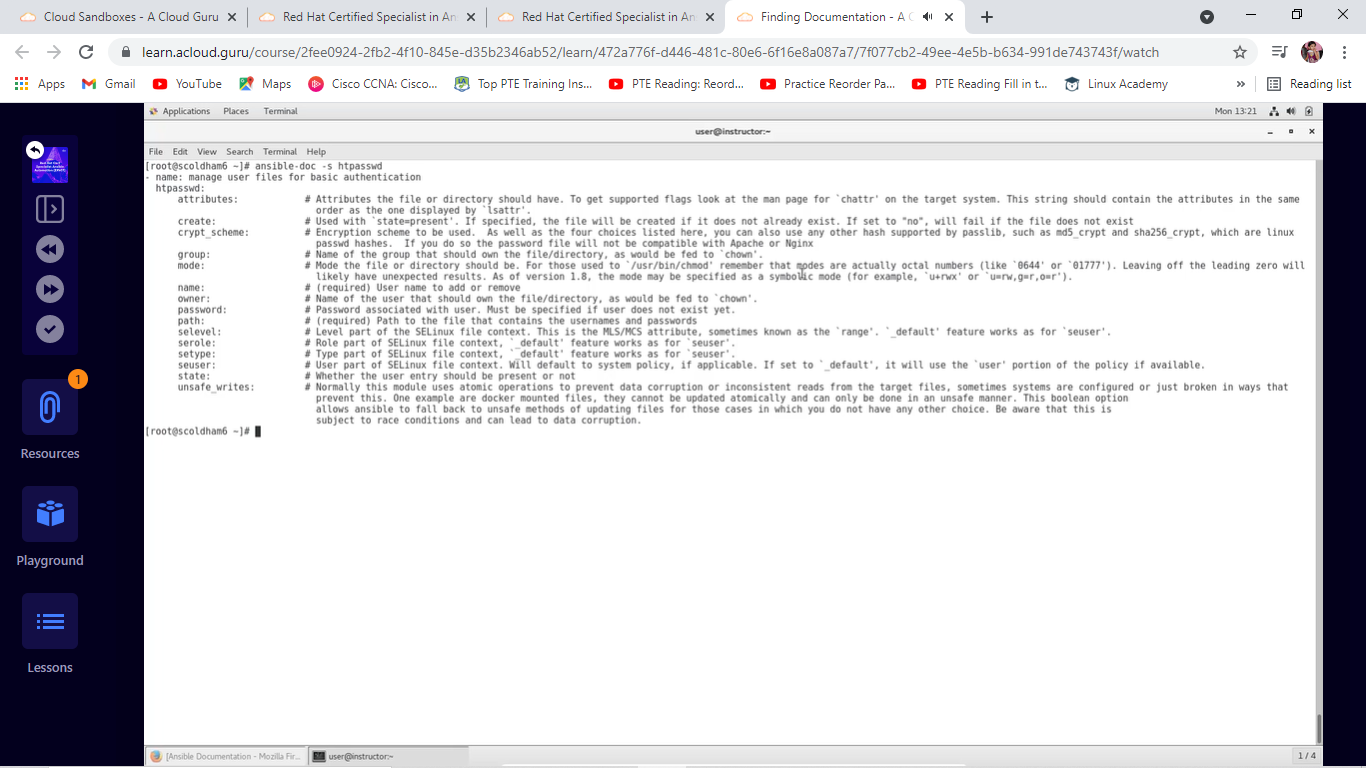 Cloud Sandboxes - A Cloud Guru
Red Hat Certified Specialist in An
Red Hat Certified Specialist in An
Finding Documentation - A C
learn.acloud.guru/course/2fee0924-2fb2-4f10-845e-d35b2346ab52/learn/472a776f-d446-481c-80e6-6f16e8a087a7/7f077cb2-49ee-4e5b-b634-991de743743f/watch
Apps Gmail YouTube Maps Cisco CCNA: Cisco... Top PTE Training Ins... PTE Reading: Reord... Practice Reorder Pa... PTE Reading Fill in t... Linux Academy » Reading list
Applications Places Terminal Mon 13:21
user@instructor:~
File Edit View Search Terminal Help
[root@scoldham6 ~]# ansible-doc -s htpasswd
- name: manage user files for basic authentication
htpasswd:
attributes: # Attributes the file or directory should have. To get supported flags look at the man page for `chattr' on the target system. This string should contain the attributes in the same
order as the one displayed by `lsattr'.
create: # Used with `state=present'. If specified, the file will be created if it does not already exist. If set to "no", will fail if the file does not exist
crypt_scheme: # Encryption scheme to be used. As well as the four choices listed here, you can also use any other hash supported by passlib, such as md5_crypt and sha256_crypt, which are linux
passwd hashes. If you do so the password file will not be compatible with Apache or Nginx
group: # Name of the group that should own the file/directory, as would be fed to `chown'.
mode: # Mode the file or directory should be. For those used to `/usr/bin/chmod' remember that modes are actually octal numbers (like `0644' or `01777'). Leaving off the leading zero will
likely have unexpected results. As of version 1.8, the mode may be specified as a symbolic mode (for example, `u+rwx' or `u=rw,g=r,o=r').
name: # (required) User name to add or remove
owner: # Name of the user that should own the file/directory, as would be fed to `chown'.
password: # Password associated with user. Must be specified if user does not exist yet.
path: # (required) Path to the file that contains the usernames and passwords
selevel: # Level part of the SELinux file context. This is the MLS/MCS attribute, sometimes known as the `range'. `_default' feature works as for `seuser'.
serole: # Role part of SELinux file context, `_default' feature works as for `seuser'.
setype: # Type part of SELinux file context, `_default' feature works as for `seuser'.
seuser: # User part of SELinux file context. Will default to system policy, if applicable. If set to `_default', it will use the `user' portion of the policy if available.
state: # Whether the user entry should be present or not
unsafe_writes: # Normally this module uses atomic operations to prevent data corruption or inconsistent reads from the target files, sometimes systems are configured or just broken in ways that
prevent this. One example are docker mounted files, they cannot be updated atomically and can only be done in an unsafe manner. This boolean option
allows ansible to fall back to unsafe methods of updating files for those cases in which you do not have any other choice. Be aware that this is
subject to race conditions and can lead to data corruption.
[root@scoldham6 ~]#
1
Resources
Playground
Lessons
[Ansible Documentation - Mozilla Fir... user@instructor:~ 1 / 4